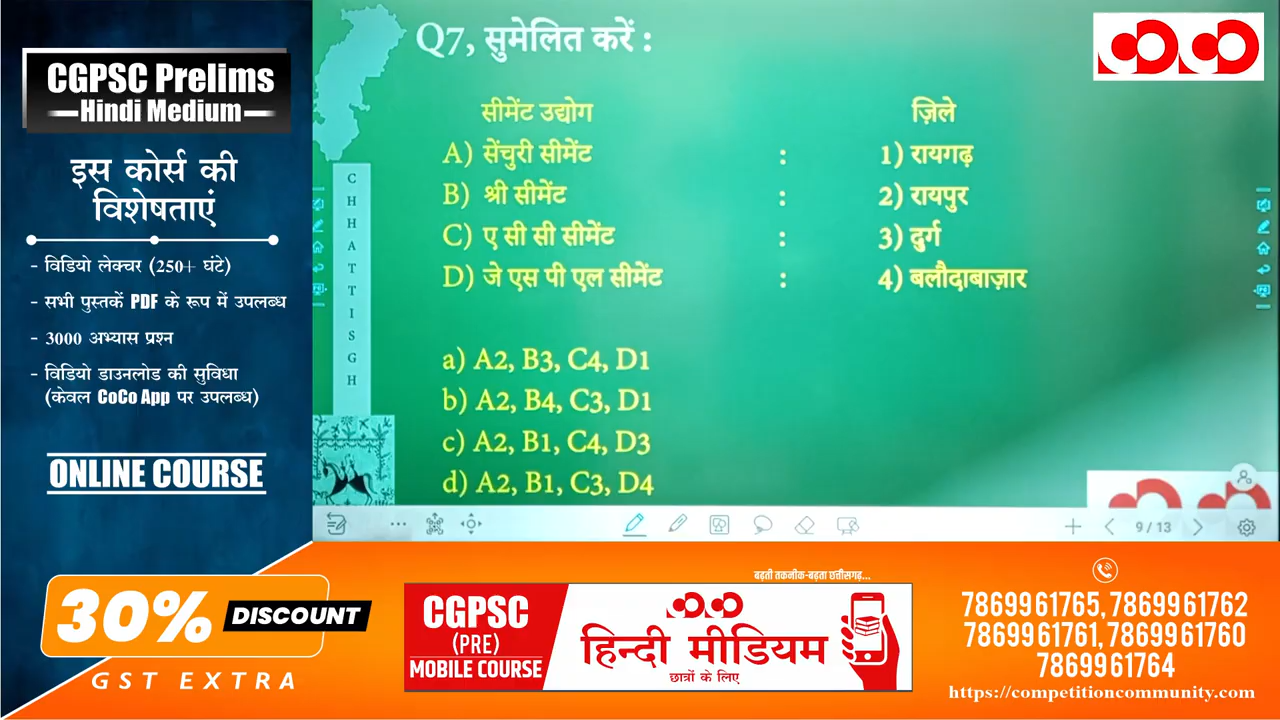 CGPSC Prelims
Hindi Medium
इस कोर्स की
विशेषताएं
- विडियो लेक्चर (250+ घंटे)
- सभी पुस्तकें PDF के रूप में उपलब्ध
- 3000 अभ्यास प्रश्न
- विडियो डाउनलोड की सुविधा
(केवल CoCo App पर उपलब्ध)
ONLINE COURSE
CHHATTISGH
Q7, सुमेलित करें :
सीमेंट उद्योग ज़िले
A) सेंचुरी सीमेंट : 1) रायगढ़
B) श्री सीमेंट : 2) रायपुर
C) ए सी सी सीमेंट : 3) दुर्ग
D) जे एस पी एल सीमेंट : 4) बलौदाबाज़ार
a) A2, B3, C4, D1
b) A2, B4, C3, D1
c) A2, B1, C4, D3
d) A2, B1, C3, D4
9 / 13
30% DISCOUNT
GST EXTRA
बढ़ती तकनीक-बढ़ता छत्तीसगढ़...
CGPSC
(PRE)
MOBILE COURSE
हिन्दी मीडियम
छात्रों के लिए
7869961765, 7869961762
7869961761, 7869961760
7869961764
https://competitioncommunity.com